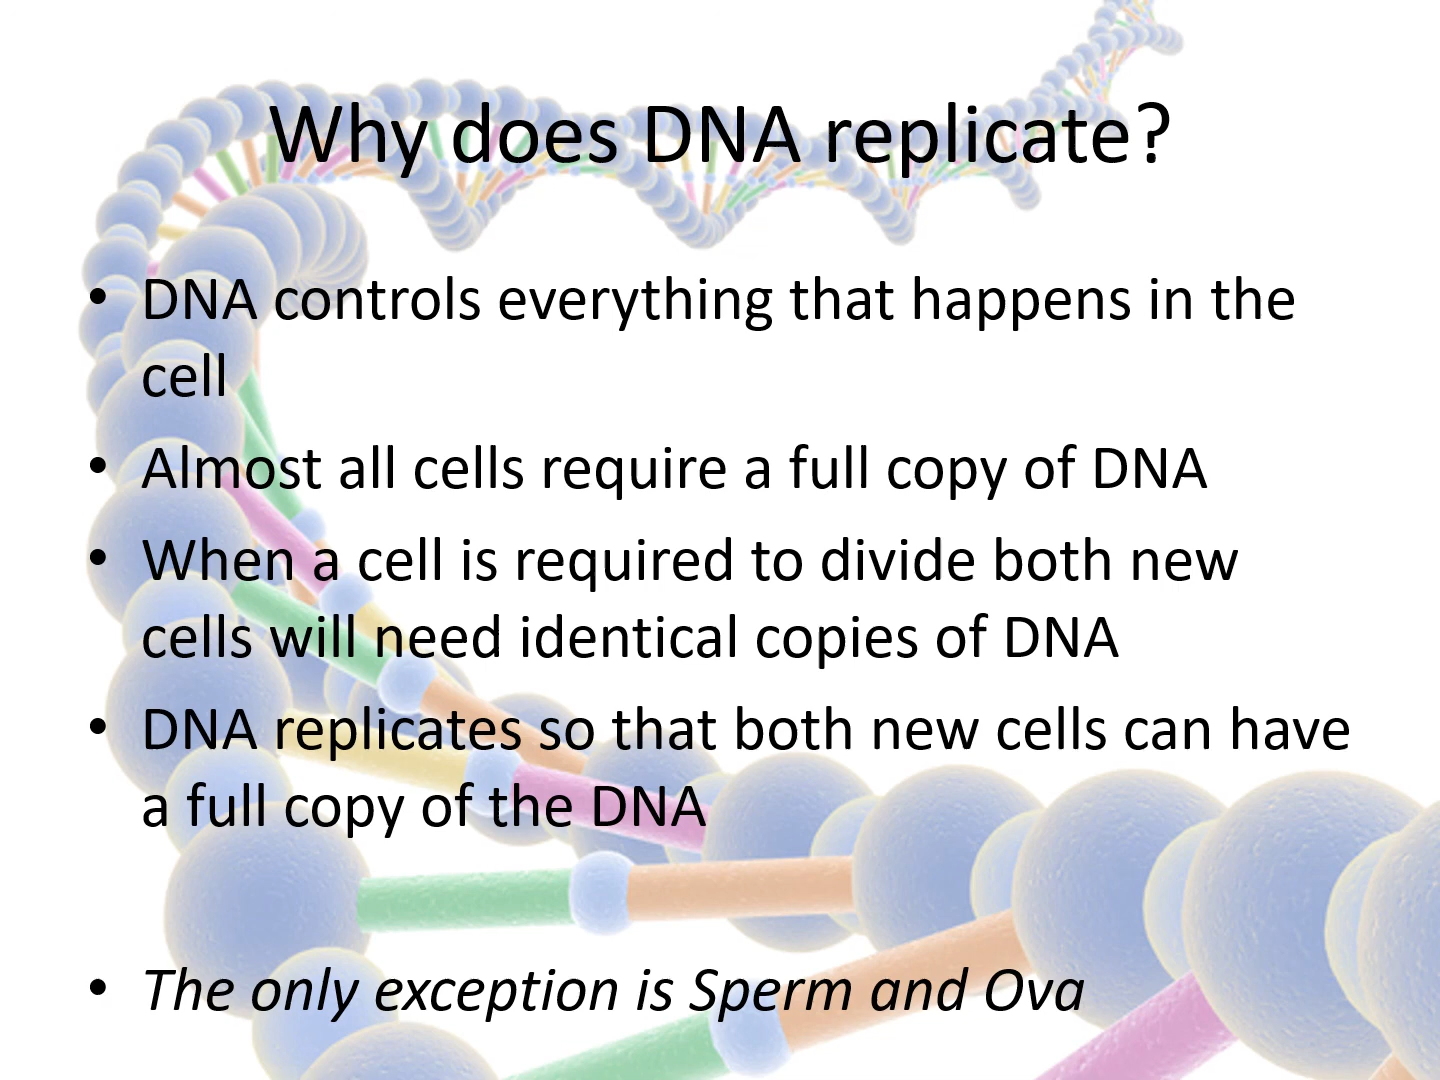 Why does DNA replicate?
• DNA controls everything that happens in the
cell
• Almost all cells require a full copy of DNA
• When a cell is required to divide both new
cells will need identical copies of DNA
• DNA replicates so that both new cells can have
a full copy of the DNA
• The only exception is Sperm and Ova